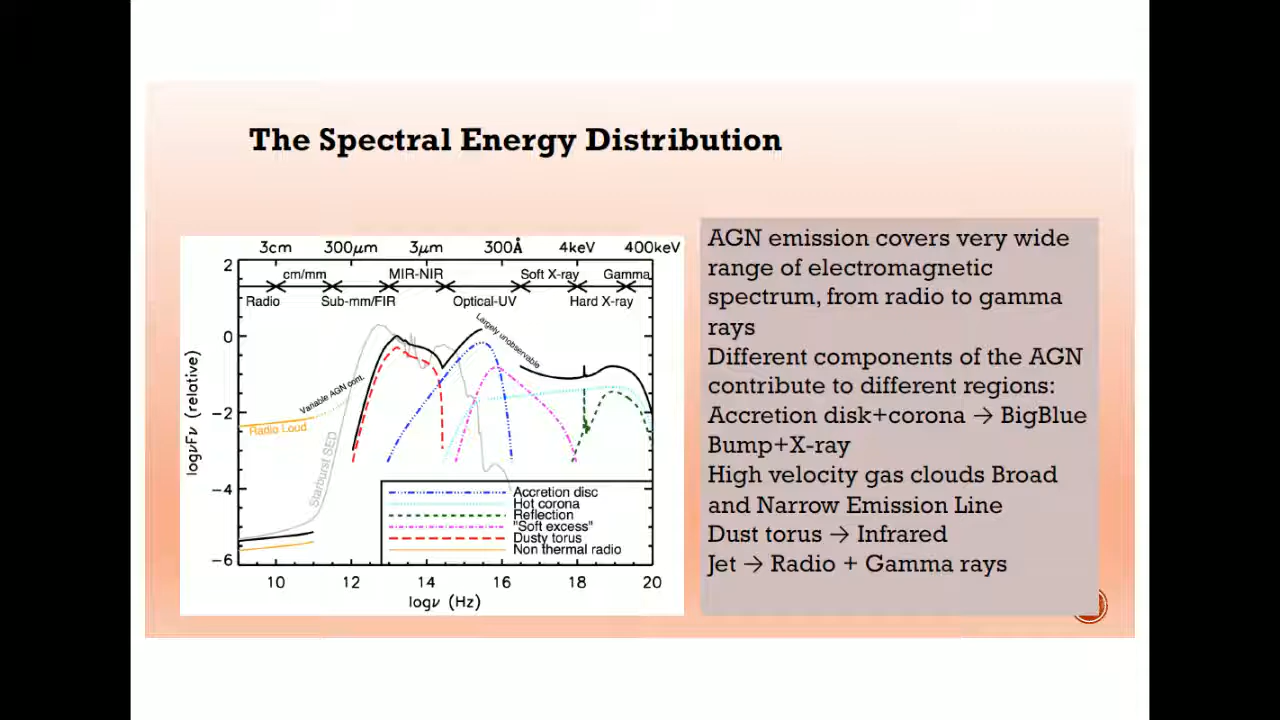 The Spectral Energy Distribution
3cm 300μm 3μm 300Å 4keV 400keV
cm/mm MIR-NIR Soft X-ray Gamma
Radio Sub-mm/FIR Optical-UV Hard X-ray
Largely unobservable
Variable AGN cont.
Radio Loud
Starburst SED
logνFν (relative)
2
0
−2
−4
−6
Accretion disc
Hot corona
Reflection
"Soft excess"
Dusty torus
Non thermal radio
10 12 14 16 18 20
logν (Hz)
AGN emission covers very wide
range of electromagnetic
spectrum, from radio to gamma
rays
Different components of the AGN
contribute to different regions:
Accretion disk+corona → BigBlue
Bump+X-ray
High velocity gas clouds Broad
and Narrow Emission Line
Dust torus → Infrared
Jet → Radio + Gamma rays